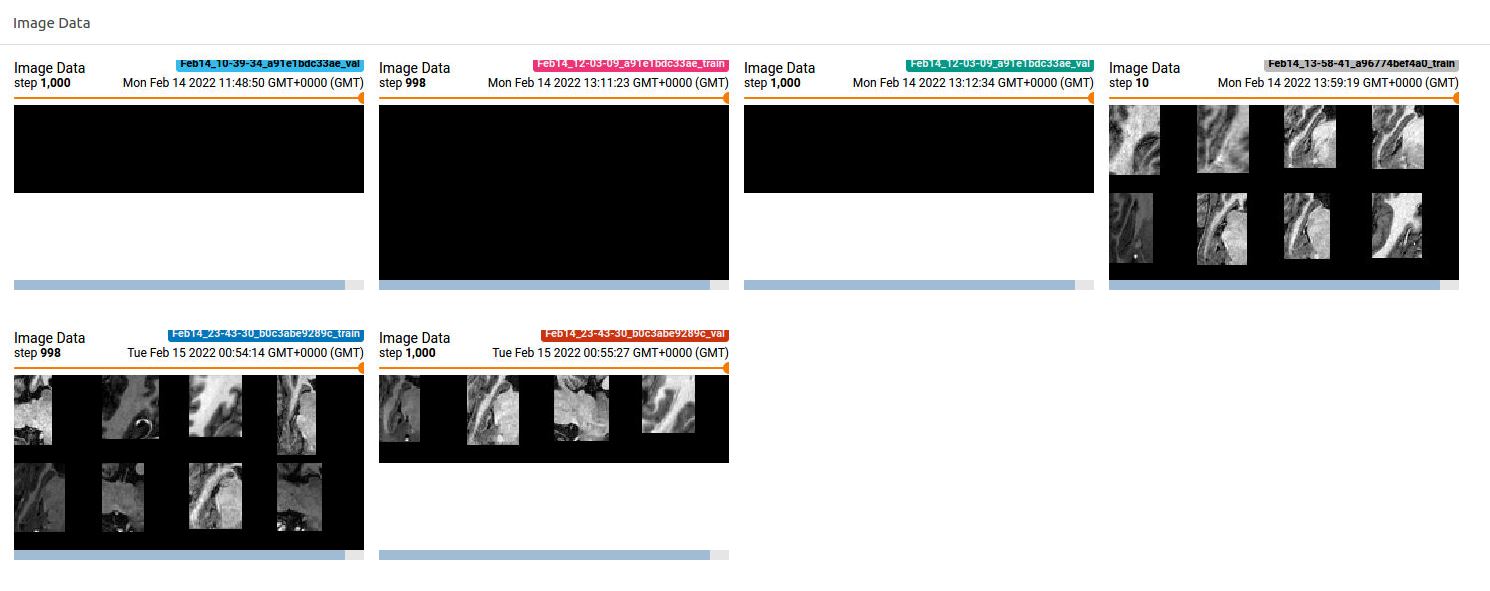 Image Data
Image Data
Feb14_10-39-34_a91e1bdc33ae_val
step 1,000
Mon Feb 14 2022 11:48:50 GMT+0000 (GMT)
Image Data
Feb14_12-03-09_a91e1bdc33ae_train
step 998
Mon Feb 14 2022 13:11:23 GMT+0000 (GMT)
Image Data
Feb14_12-03-09_a91e1bdc33ae_val
step 1,000
Mon Feb 14 2022 13:12:34 GMT+0000 (GMT)
Image Data
Feb14_13-58-41_a96774bef4a0_train
step 10
Mon Feb 14 2022 13:59:19 GMT+0000 (GMT)
Image Data
Feb14_23-43-30_b0c3abe9289c_train
step 998
Tue Feb 15 2022 00:54:14 GMT+0000 (GMT)
Image Data
Feb14_23-43-30_b0c3abe9289c_val
step 1,000
Tue Feb 15 2022 00:55:27 GMT+0000 (GMT)